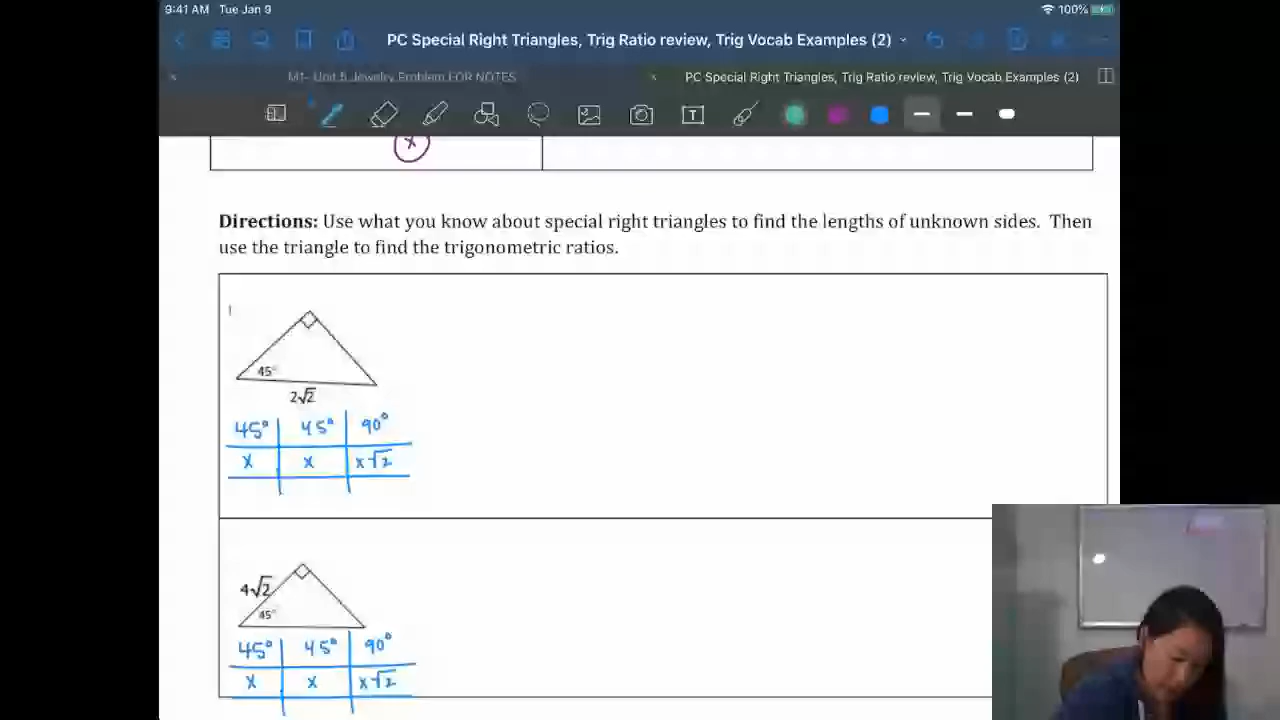 9:41 AM Tue Jan 9
100%
PC Special Right Triangles, Trig Ratio review, Trig Vocab Examples (2)
M1- Unit 5 Jewelry Problem FOR NOTES
PC Special Right Triangles, Trig Ratio review, Trig Vocab Examples (2)
T
x
Directions: Use what you know about special right triangles to find the lengths of unknown sides. Then
use the triangle to find the trigonometric ratios.
45°
2√2
45° 45° 90°
x x x√2
4√2
45°
45° 45° 90°
x x x√2